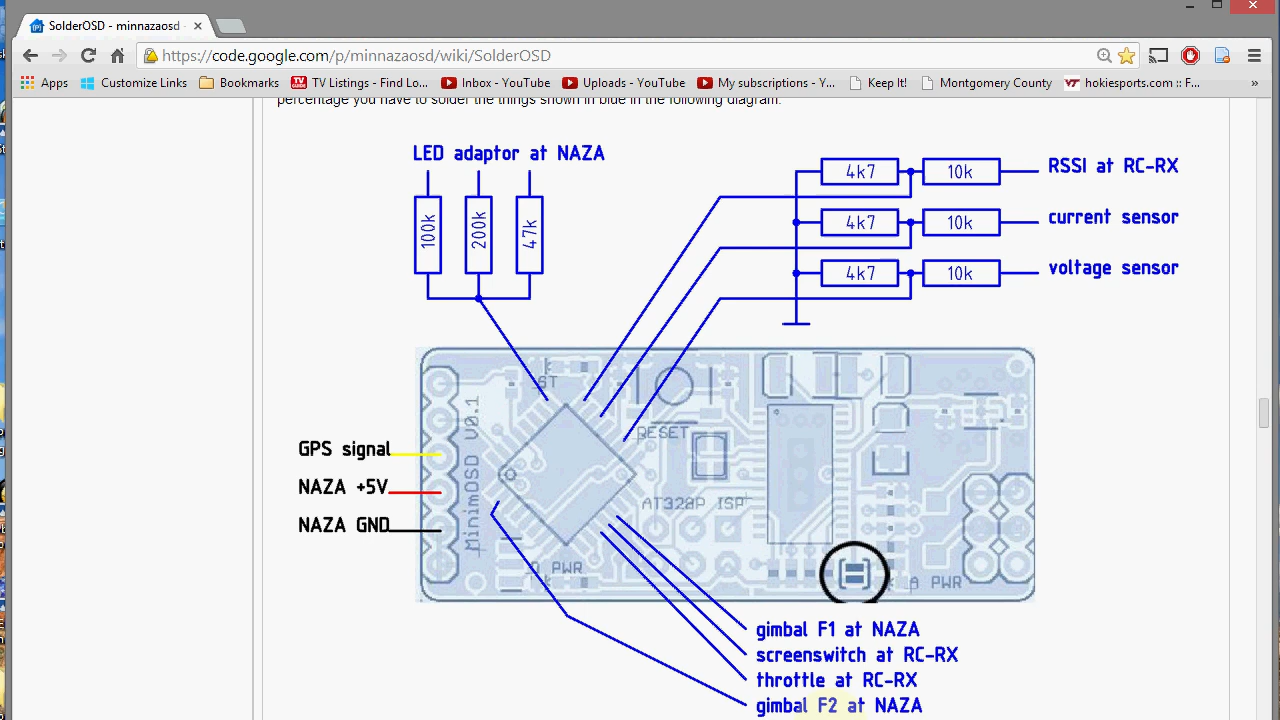 SolderOSD - minnazaosd -
https://code.google.com/p/minnazaosd/wiki/SolderOSD
Apps Customize Links Bookmarks TV Listings - Find Lo... Inbox - YouTube Uploads - YouTube My subscriptions - Y... Keep It! Montgomery County hokiesports.com :: F... »
percentage you have to solder the things shown in blue in the following diagram.
LED adaptor at NAZA
100k 200k 47k
4k7 10k RSSI at RC-RX
4k7 10k current sensor
4k7 10k voltage sensor
RESET
MinimOSD V0.1
GPS signal
NAZA +5V
NAZA GND
AT328P ISP
D PWR
A PWR
gimbal F1 at NAZA
screenswitch at RC-RX
throttle at RC-RX
gimbal F2 at NAZA